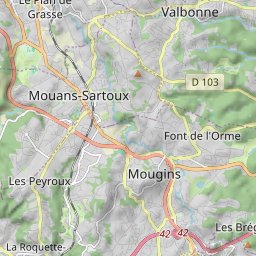 Le Plan de
Grasse
Valbonne
D 103
Mouans-Sartoux
Font de l'Orme
Les Peyroux
Mougins
42
42
Les Bré
La Roquette-